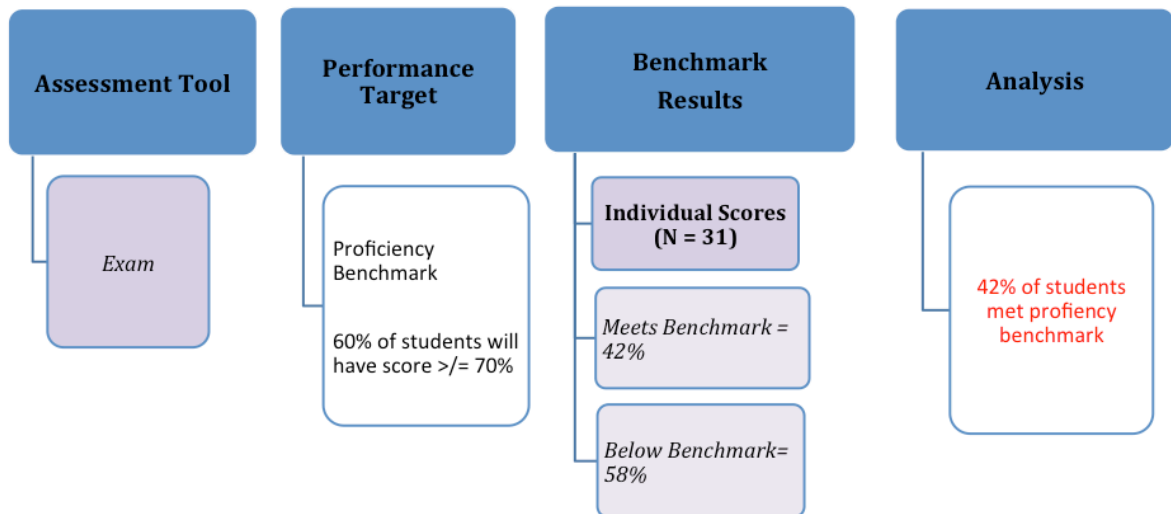 Assessment Tool
Exam
Performance
Target
Proficiency
Benchmark
60% of students will
have score >/= 70%
Benchmark
Results
Individual Scores
(N = 31)
Meets Benchmark =
42%
Below Benchmark=
58%
Analysis
42% of students
met profiency
benchmark